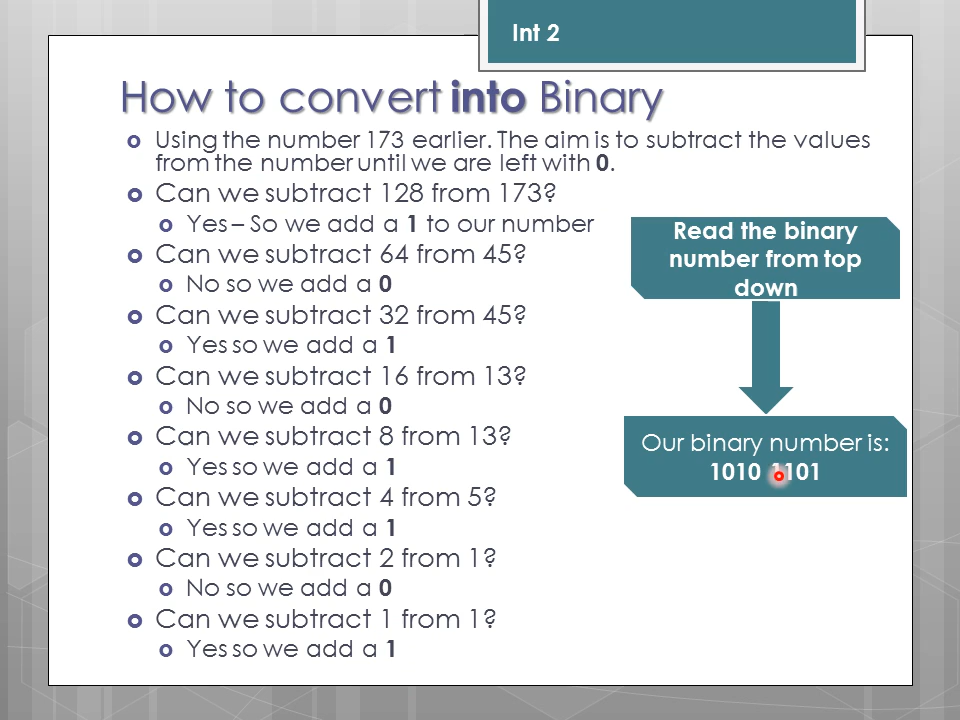 Int 2
How to convert into Binary
Using the number 173 earlier. The aim is to subtract the values
from the number until we are left with 0.
Can we subtract 128 from 173?
Yes – So we add a 1 to our number
Can we subtract 64 from 45?
No so we add a 0
Can we subtract 32 from 45?
Yes so we add a 1
Can we subtract 16 from 13?
No so we add a 0
Can we subtract 8 from 13?
Yes so we add a 1
Can we subtract 4 from 5?
Yes so we add a 1
Can we subtract 2 from 1?
No so we add a 0
Can we subtract 1 from 1?
Yes so we add a 1
Read the binary
number from top
down
Our binary number is:
1010 1101